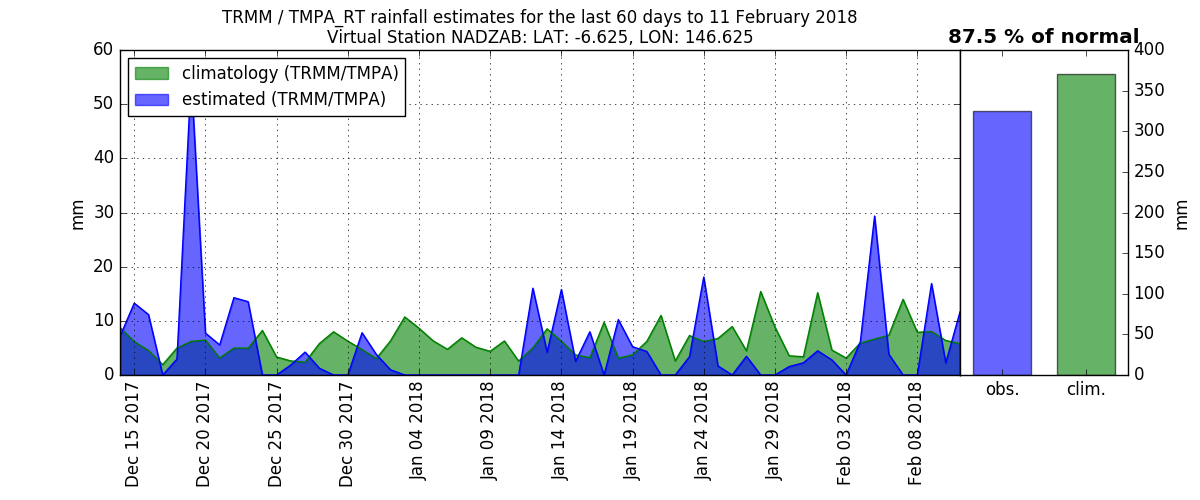 TRMM / TMPA_RT rainfall estimates for the last 60 days to 11 February 2018
Virtual Station NADZAB: LAT: -6.625, LON: 146.625
87.5 % of normal
climatology (TRMM/TMPA)
estimated (TRMM/TMPA)
60
50
40
30
20
10
0
mm
Dec 15 2017
Dec 20 2017
Dec 25 2017
Dec 30 2017
Jan 04 2018
Jan 09 2018
Jan 14 2018
Jan 19 2018
Jan 24 2018
Jan 29 2018
Feb 03 2018
Feb 08 2018
obs.
clim.
400
350
300
250
200
150
100
50
0
mm